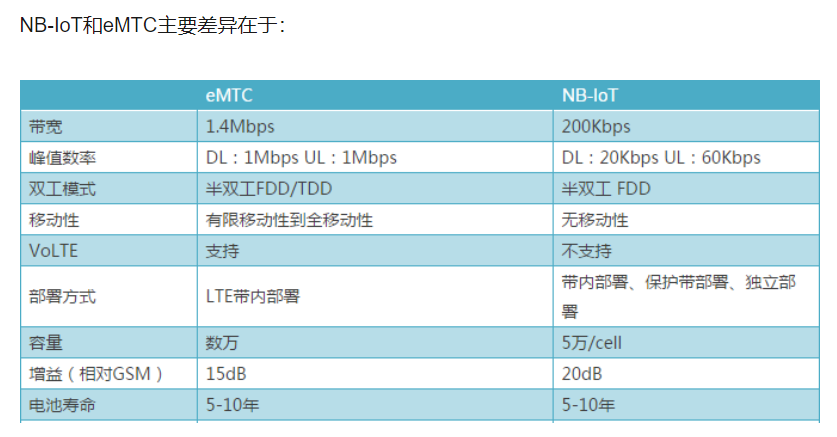 NB-IoT和eMTC主要差异在于：
eMTC NB-IoT
带宽 1.4Mbps 200Kbps
峰值数率 DL：1Mbps UL：1Mbps DL：20Kbps UL：60Kbps
双工模式 半双工FDD/TDD 半双工 FDD
移动性 有限移动性到全移动性 无移动性
VoLTE 支持 不支持
部署方式 LTE带内部署 带内部署、保护带部署、独立部
署
容量 数万 5万/cell
增益（相对GSM） 15dB 20dB
电池寿命 5-10年 5-10年